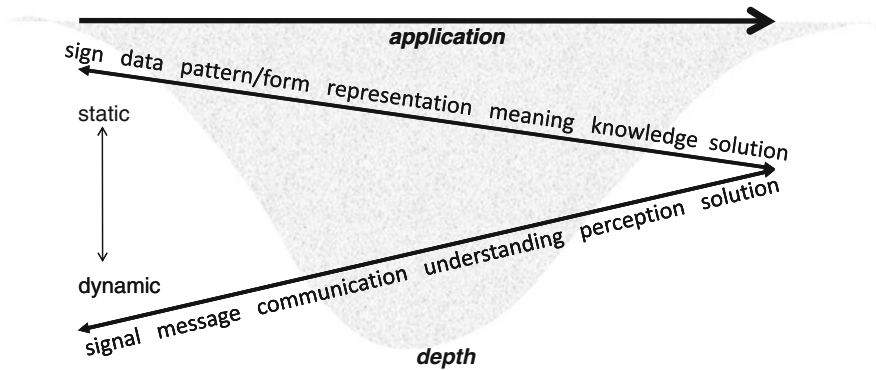 application
sign data pattern/form representation meaning knowledge solution
static
dynamic
signal message communication understanding perception solution
depth